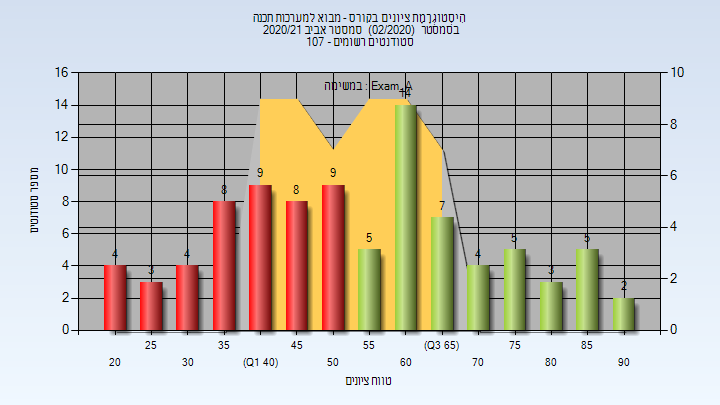 היסטוגרמת ציונים בקורס - מבוא למערכות תכנה
בסמסטר (02/2020) סמסטר אביב 2020/21
סטודנטים רשומים - 107
במשימה : Exam_A
מספר סטודנטים
16 14 12 10 8 6 4 2 0
10 8 6 4 2 0
4 3 4 8 9 8 9 5 14 7 4 5 3 5 2
25 35 45 55 (Q3 65) 75 85
20 30 (Q1 40) 50 60 70 80 90
טווח ציונים